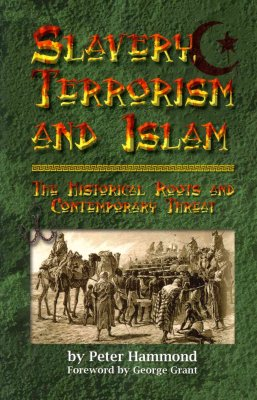 Slavery,
Terrorism
and Islam
The Historical Roots and
Contemporary Threat
by Peter Hammond
Foreword by George Grant